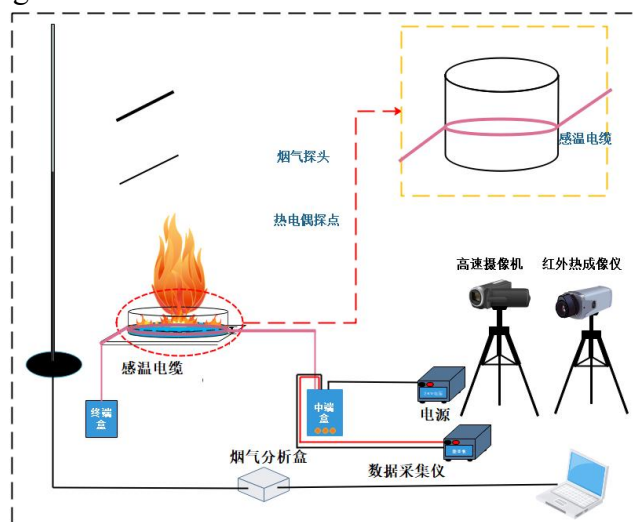 感温电缆
烟气探头
热电偶探点
高速摄像机
红外热成像仪
感温电缆
终端
盒
中端
盒
电源
烟气分析盒
数据采集仪